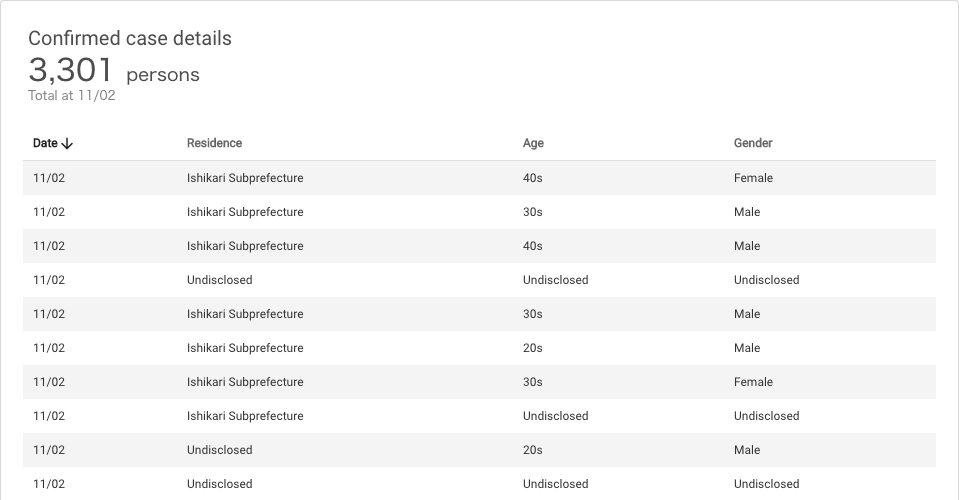 Confirmed case details
3,301 persons
Total at 11/02
Date Residence Age Gender
11/02 Ishikari Subprefecture 40s Female
11/02 Ishikari Subprefecture 30s Male
11/02 Ishikari Subprefecture 40s Male
11/02 Undisclosed Undisclosed Undisclosed
11/02 Ishikari Subprefecture 30s Male
11/02 Ishikari Subprefecture 20s Male
11/02 Ishikari Subprefecture 30s Female
11/02 Ishikari Subprefecture Undisclosed Undisclosed
11/02 Undisclosed 20s Male
11/02 Undisclosed Undisclosed Undisclosed